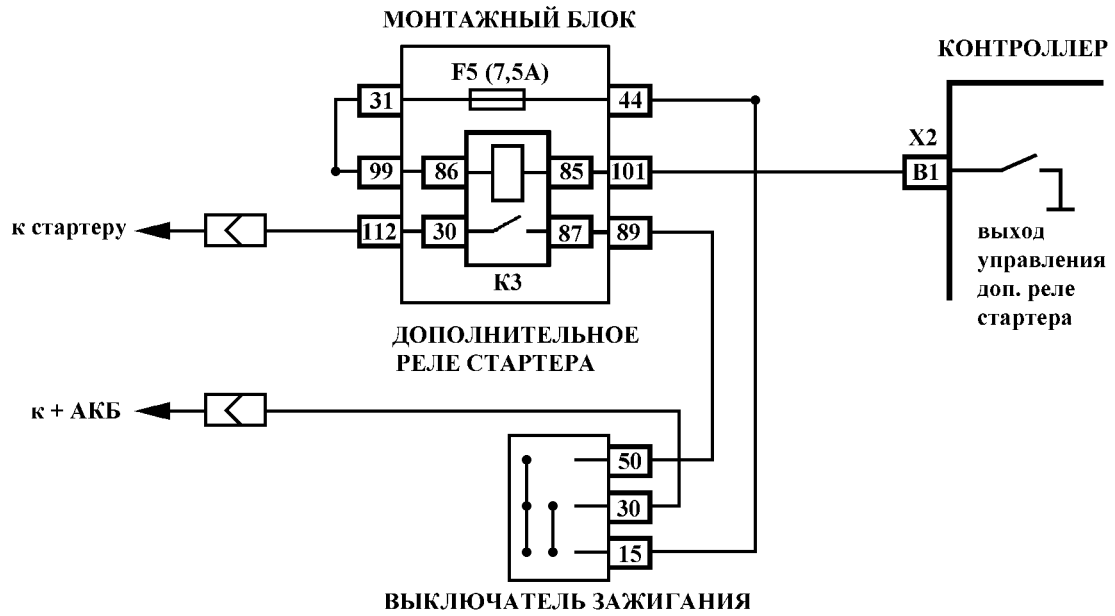 МОНТАЖНЫЙ БЛОК
КОНТРОЛЛЕР
F5 (7,5А)
31
44
X2
99
86
85
101
B1
к стартеру
112
30
87
89
выход
управления
доп. реле
стартера
К3
ДОПОЛНИТЕЛЬНОЕ
РЕЛЕ СТАРТЕРА
к + АКБ
50
30
15
ВЫКЛЮЧАТЕЛЬ ЗАЖИГАНИЯ